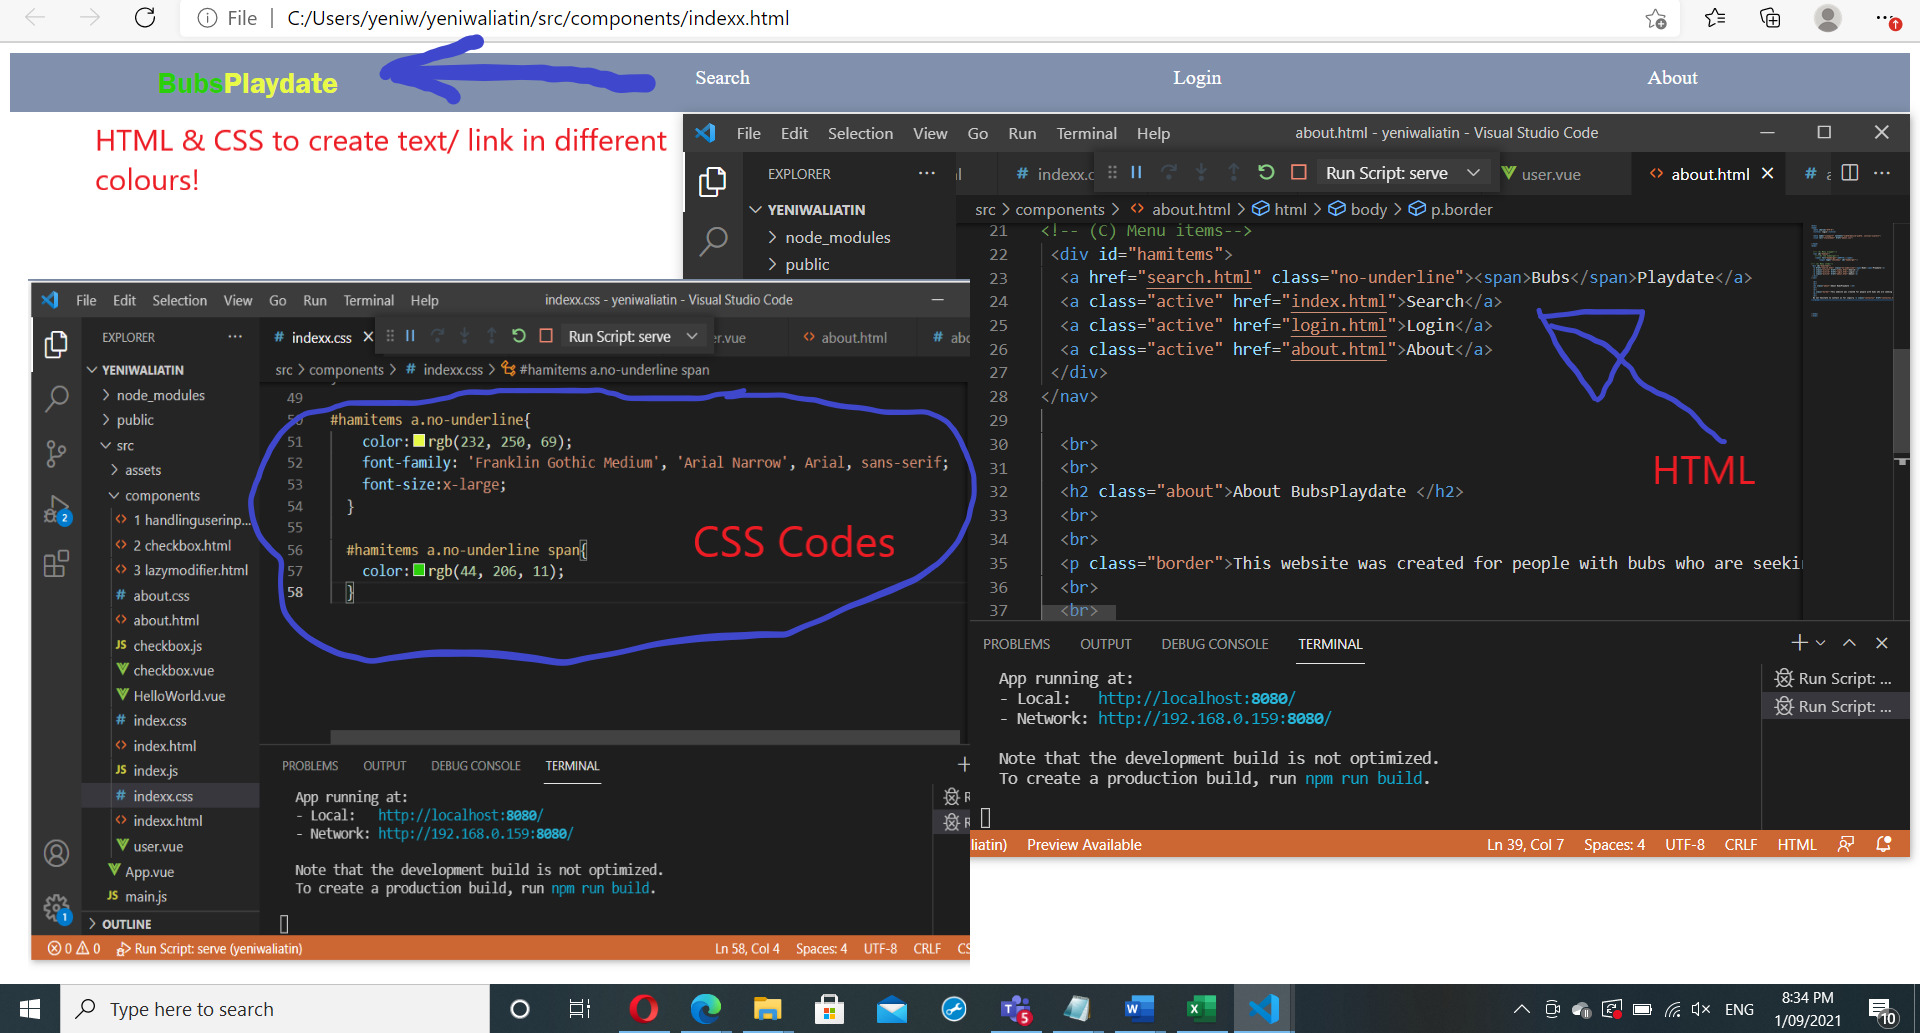 File C:/Users/yeniw/yeniwaliatin/src/components/indexx.html
BubsPlaydate Search Login About
HTML & CSS to create text/ link in different
colours!
File Edit Selection View Go Run Terminal Help about.html - yeniwaliatin - Visual Studio Code
EXPLORER ··· # indexx.c Run Script: serve user.vue <> about.html #
YENIWALIATIN
node_modules
public
src > components > <> about.html > html > body > p.border
21 <!-- (C) Menu items-->
22 <div id="hamitems">
23 <a href="search.html" class="no-underline"><span>Bubs</span>Playdate</a>
24 <a class="active" href="index.html">Search</a>
25 <a class="active" href="login.html">Login</a>
26 <a class="active" href="about.html">About</a>
27 </div>
28 </nav>
29
30 <br>
31 <br>
32 <h2 class="about">About BubsPlaydate </h2>
33 <br>
34 <br>
35 <p class="border">This website was created for people with bubs who are seeki
36 <br>
37 <br>
HTML
PROBLEMS OUTPUT DEBUG CONSOLE TERMINAL
App running at:
- Local: http://localhost:8080/
- Network: http://192.168.0.159:8080/
Note that the development build is not optimized.
To create a production build, run npm run build.
Run Script: ...
Run Script: ...
liatin) Preview Available Ln 39, Col 7 Spaces: 4 UTF-8 CRLF HTML
File Edit Selection View Go Run Terminal Help indexx.css - yeniwaliatin - Visual Studio Code
EXPLORER ··· # indexx.css Run Script: serve er.vue <> about.html # abo
YENIWALIATIN
node_modules
public
src
assets
components
<> 1 handlinguserinp...
<> 2 checkbox.html
<> 3 lazymodifier.html
# about.css
<> about.html
JS checkbox.js
checkbox.vue
HelloWorld.vue
# index.css
<> index.html
JS index.js
# indexx.css
<> indexx.html
user.vue
App.vue
JS main.js
OUTLINE
2
1
src > components > # indexx.css > #hamitems a.no-underline span
49
50 #hamitems a.no-underline{
51 color: rgb(232, 250, 69);
52 font-family: 'Franklin Gothic Medium', 'Arial Narrow', Arial, sans-serif;
53 font-size:x-large;
54 }
55
56 #hamitems a.no-underline span{
57 color: rgb(44, 206, 11);
58 }
CSS Codes
PROBLEMS OUTPUT DEBUG CONSOLE TERMINAL
App running at:
- Local: http://localhost:8080/
- Network: http://192.168.0.159:8080/
Note that the development build is not optimized.
To create a production build, run npm run build.
0 0 Run Script: serve (yeniwaliatin) Ln 58, Col 4 Spaces: 4 UTF-8 CRLF CS
Type here to search
5
ENG
8:34 PM
1/09/2021
10